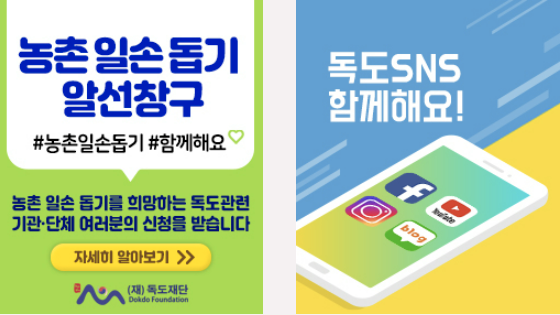 농촌 일손 돕기
알선창구
#농촌일손돕기 #함께해요
농촌 일손 돕기를 희망하는 독도관련
기관·단체 여러분의 신청을 받습니다
자세히 알아보기 >>
(재) 독도재단
Dokdo Foundation
독도SNS
함께해요!
f
YouTube
blog